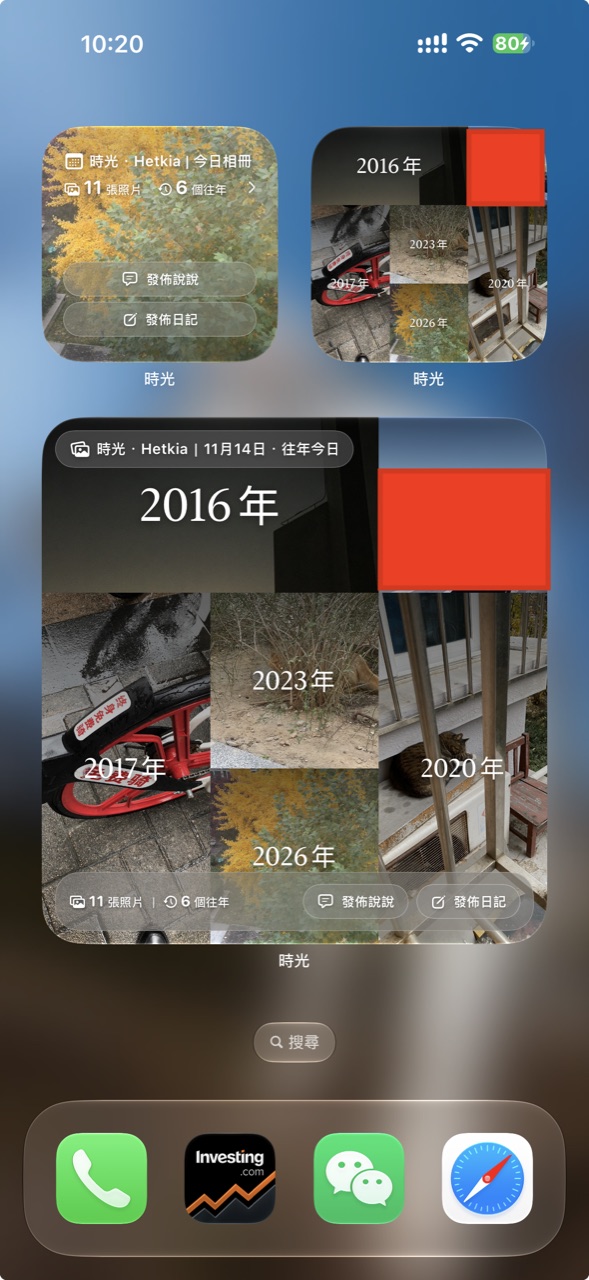 10:20
80
時光 · Hetkia | 今日相冊
11 張照片 6 個往年
發佈說說
發佈日記
時光
2016年
2017年
2023年
2020年
2026年
時光
時光 · Hetkia | 11月14日 · 往年今日
2016年
2023年
2017年
2020年
2026年
11 張照片 | 6 個往年
發佈說說
發佈日記
時光
搜尋
Investing
.com